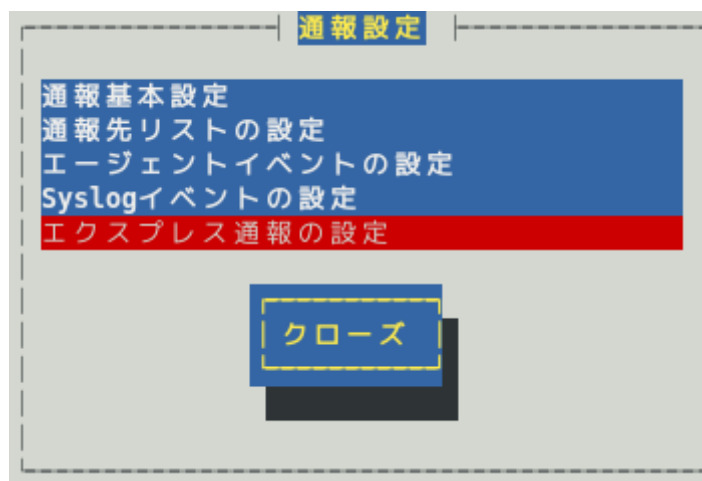 通報設定
通報基本設定
通報先リストの設定
エージェントイベントの設定
Syslogイベントの設定
エクスプレス通報の設定
クローズ